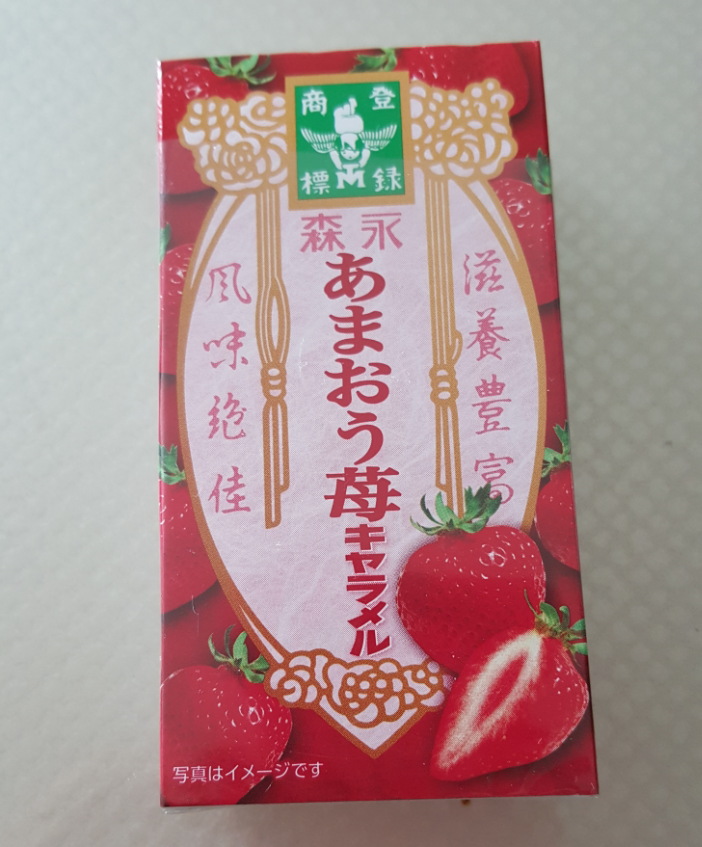 登録
商標
森永
滋養豊富
あまおう苺
キャラメル
風味絶佳
写真はイメージです